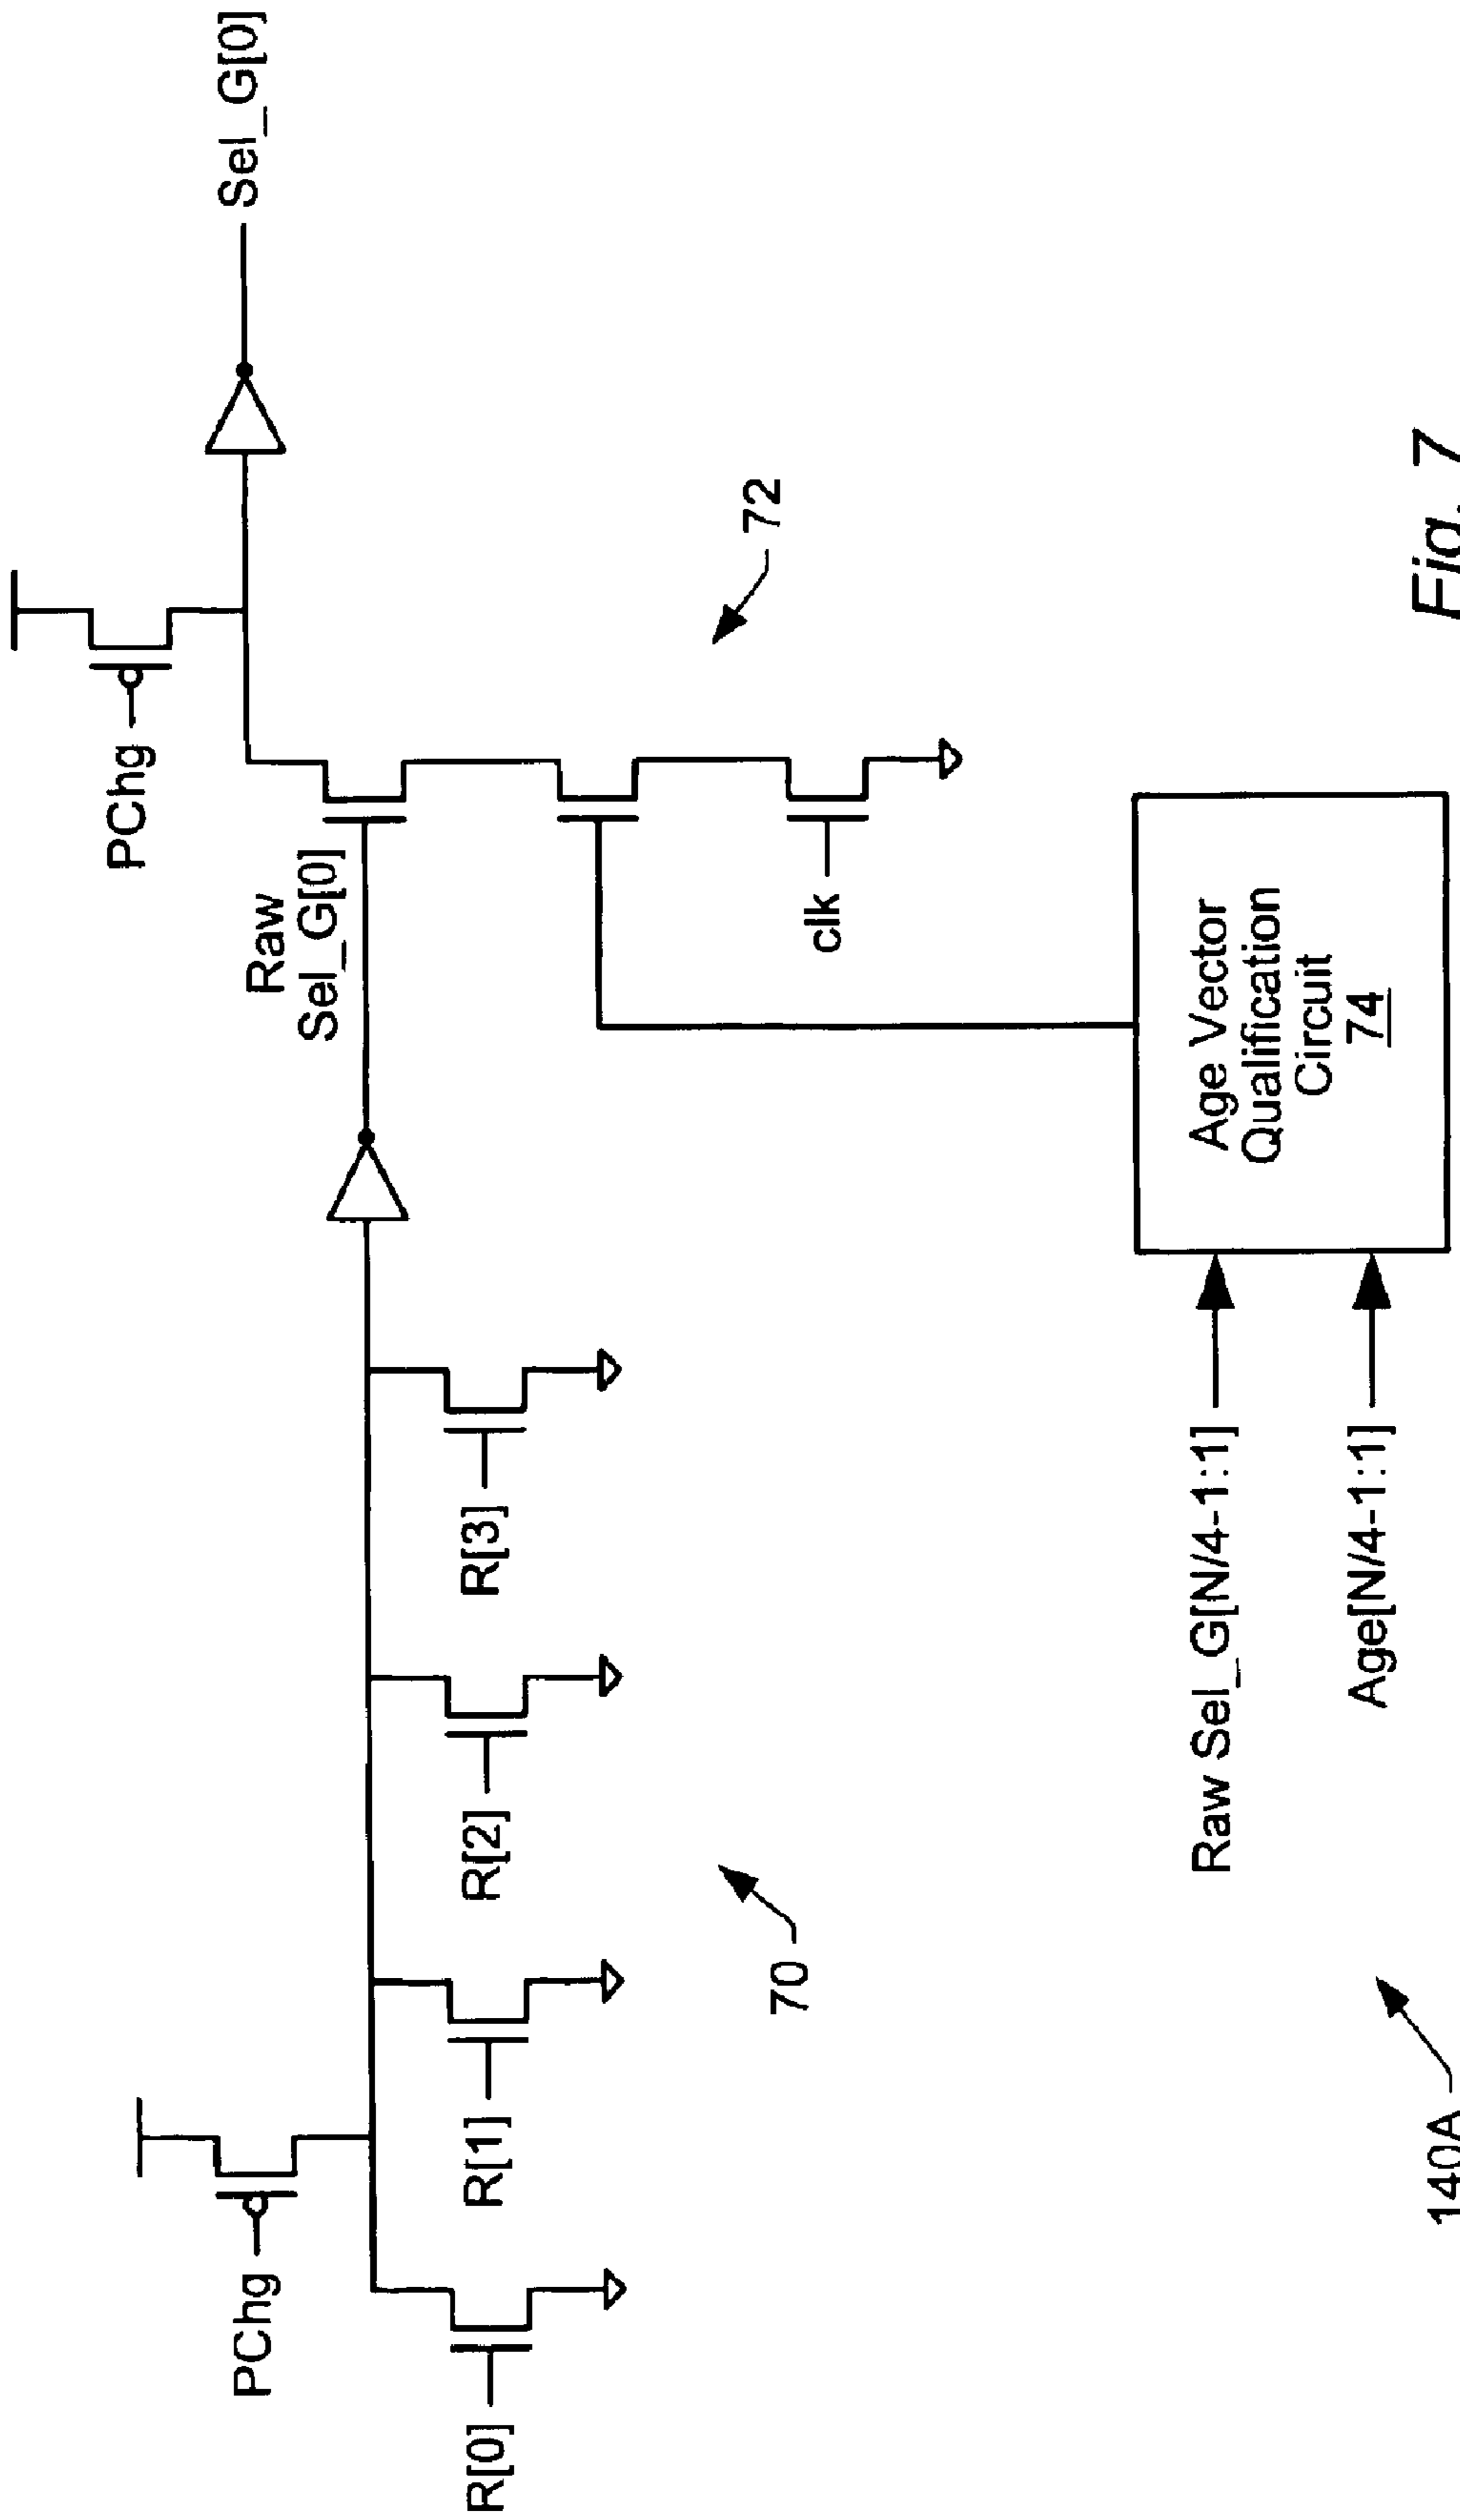 Sel_G[0]
PChg
Raw
Sel_G[0]
72
clk
PChg
R[0]
R[1]
R[2]
R[3]
70
Raw Sel_G[N/4-1:1]
Age[N/4-1:1]
Age Vector
Qualification
Circuit
74
140A
Fig. 7